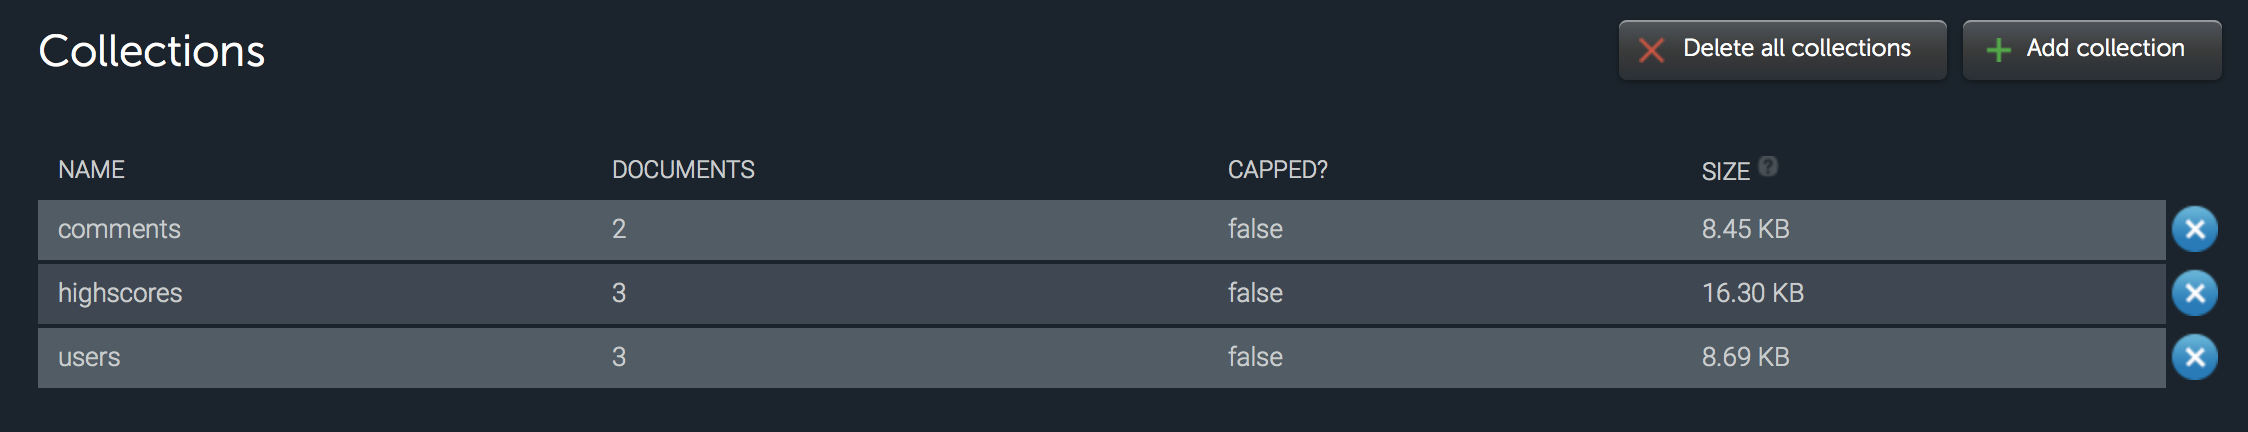 Collections
Delete all collections
Add collection
NAME DOCUMENTS CAPPED? SIZE ?
comments 2 false 8.45 KB
highscores 3 false 16.30 KB
users 3 false 8.69 KB